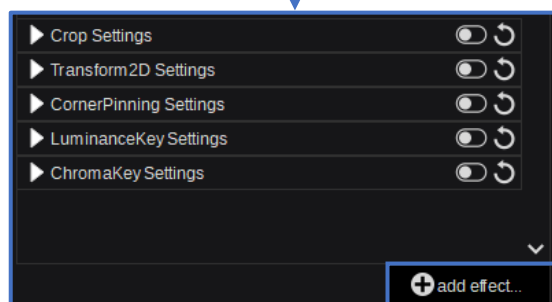 Crop Settings
Transform2D Settings
CornerPinning Settings
LuminanceKey Settings
ChromaKey Settings
add effect...